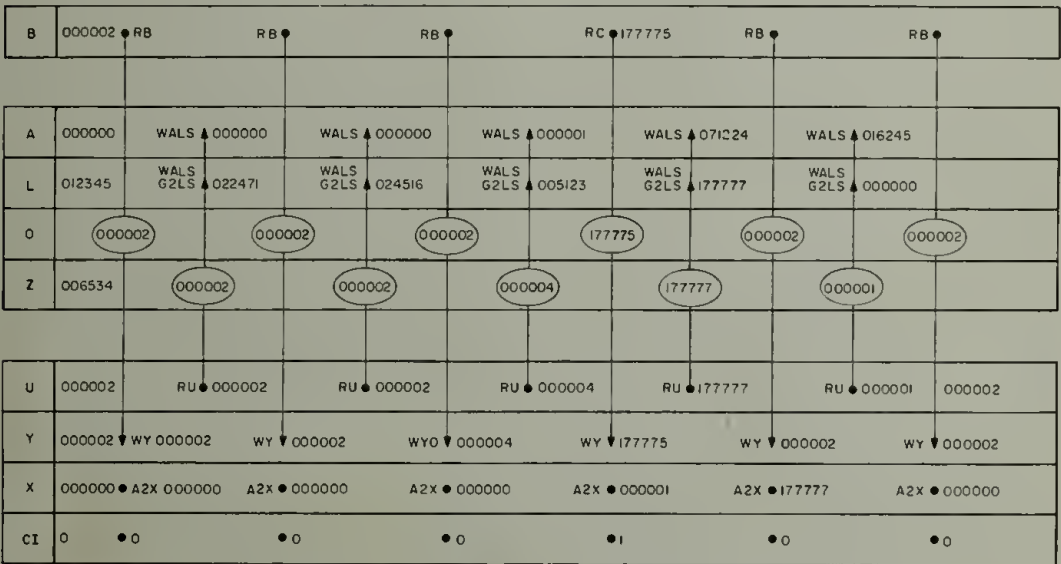 B 000002 RB RB RB RC 177775 RB RB
A 000000 WALS 000000 WALS 000000 WALS 000001 WALS WALS 016245
WALS WALS WALS WALS WALS
L 012345 G2LS 022471 G2LS 024516 G2LS 005123 G2LS 177777 G2LS 000000
O 000002 000002 000002 177775 000002 000002
Z 006534 000002 000002 000004 177777 000001
U 000002 RU 000002 RU 000002 RU 000004 RU 177777 RU 000001 000002
Y 000002 WY 000002 WY 000002 WYO 000004 WY 177775 WY 000002 WY 000002
X 000000 A2X 000000 A2X 000000 A2X 000000 A2X 000001 A2X 177777 A2X 000000
CI 0 0 0 0 1 0 0